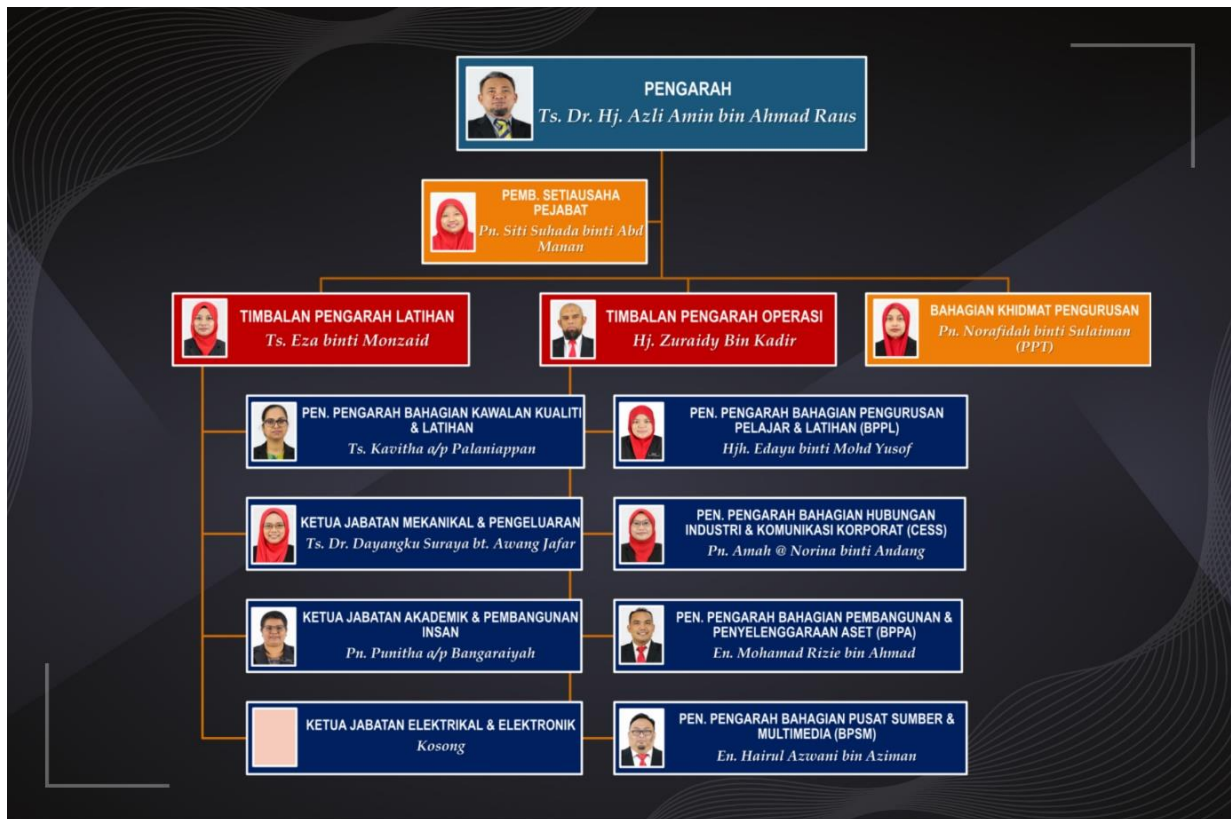 PENGARAH
Ts. Dr. Hj. Azli Amin bin Ahmad Raus
PEMB. SETIAUSAHA
PEJABAT
Pn. Siti Suhada binti Abd
Manan
TIMBALAN PENGARAH LATIHAN
Ts. Eza binti Monzaid
TIMBALAN PENGARAH OPERASI
Hj. Zuraidy Bin Kadir
BAHAGIAN KHIDMAT PENGURUSAN
Pn. Norafidah binti Sulaiman
(PPT)
PEN. PENGARAH BAHAGIAN KAWALAN KUALITI
& LATIHAN
Ts. Kavitha a/p Palaniappan
KETUA JABATAN MEKANIKAL & PENGELUARAN
Ts. Dr. Dayangku Suraya bt. Awang Jafar
KETUA JABATAN AKADEMIK & PEMBANGUNAN
INSAN
Pn. Punitha a/p Bangaraiyah
KETUA JABATAN ELEKTRIKAL & ELEKTRONIK
Kosong
PEN. PENGARAH BAHAGIAN PENGURUSAN
PELAJAR & LATIHAN (BPPL)
Hjh. Edayu binti Mohd Yusof
PEN. PENGARAH BAHAGIAN HUBUNGAN
INDUSTRI & KOMUNIKASI KORPORAT (CESS)
Pn. Amah @ Norina binti Andang
PEN. PENGARAH BAHAGIAN PEMBANGUNAN &
PENYELENGGARAAN ASET (BPPA)
En. Mohamad Rizie bin Ahmad
PEN. PENGARAH BAHAGIAN PUSAT SUMBER &
MULTIMEDIA (BPSM)
En. Hairul Azwani bin Aziman